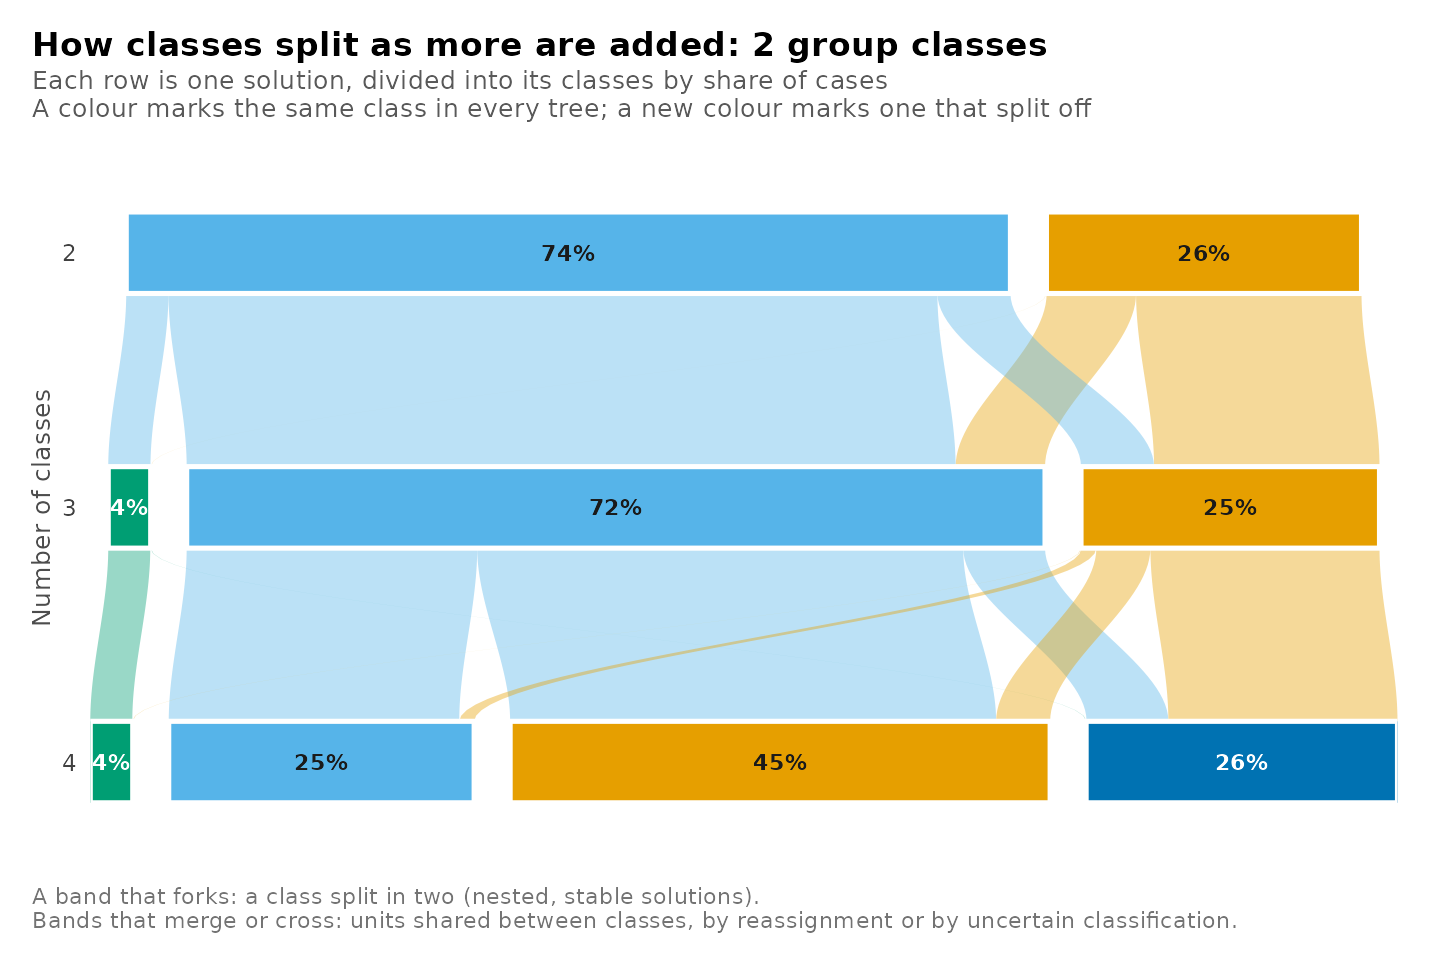 How classes split as more are added: 2 group classes
Each row is one solution, divided into its classes by share of cases
A colour marks the same class in every tree; a new colour marks one that split off
Number of classes
2
74%
26%
3
4%
72%
25%
4
4%
25%
45%
26%
A band that forks: a class split in two (nested, stable solutions).
Bands that merge or cross: units shared between classes, by reassignment or by uncertain classification.